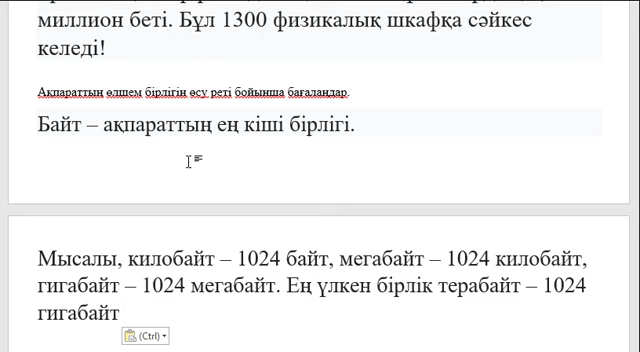 миллион беті. Бұл 1300 физикалық шкафқа сәйкес
келеді!
Ақпараттың өлшем бірлігін өсу реті бойынша бағалаңдар.
Байт – ақпараттың ең кіші бірлігі.
Мысалы, килобайт – 1024 байт, мегабайт – 1024 килобайт,
гигабайт – 1024 мегабайт. Ең үлкен бірлік терабайт – 1024
гигабайт
(Ctrl)